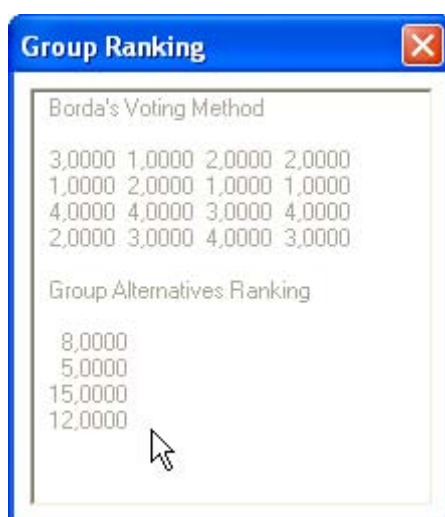 Group Ranking
Borda's Voting Method
3,0000 1,0000 2,0000 2,0000
1,0000 2,0000 1,0000 1,0000
4,0000 4,0000 3,0000 4,0000
2,0000 3,0000 4,0000 3,0000
Group Alternatives Ranking
8,0000
5,0000
15,0000
12,0000